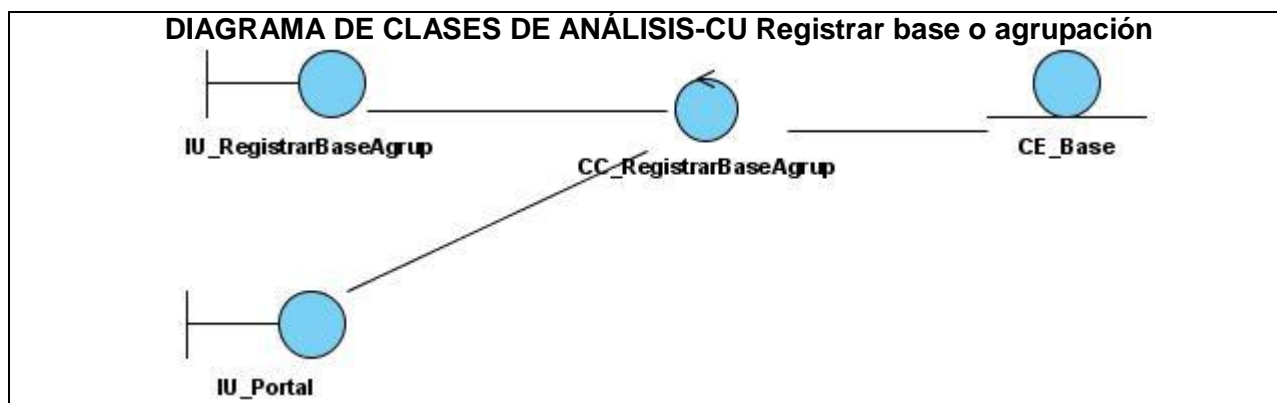 DIAGRAMA DE CLASES DE ANÁLISIS-CU Registrar base o agrupación
IU_RegistrarBaseAgrup
CC_RegistrarBaseAgrup
CE_Base
IU_Portal